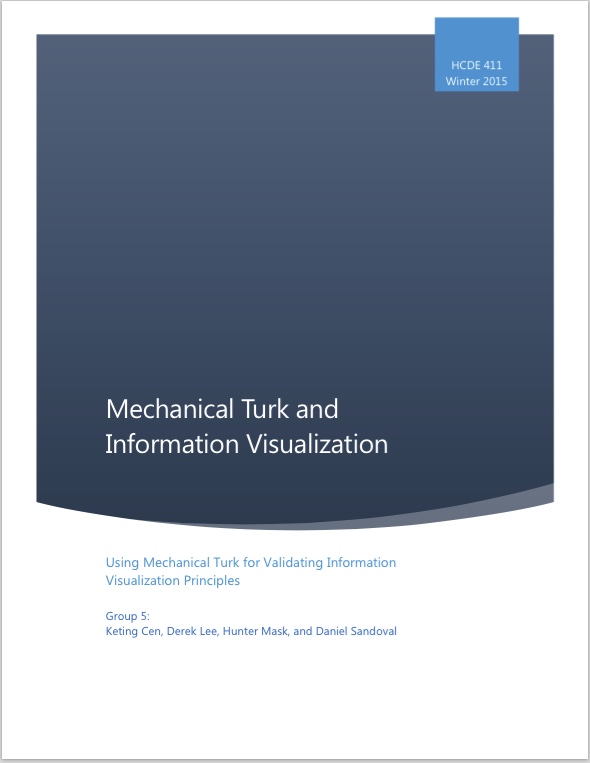 HCDE 411
Winter 2015
Mechanical Turk and
Information Visualization
Using Mechanical Turk for Validating Information
Visualization Principles
Group 5:
Keting Cen, Derek Lee, Hunter Mask, and Daniel Sandoval